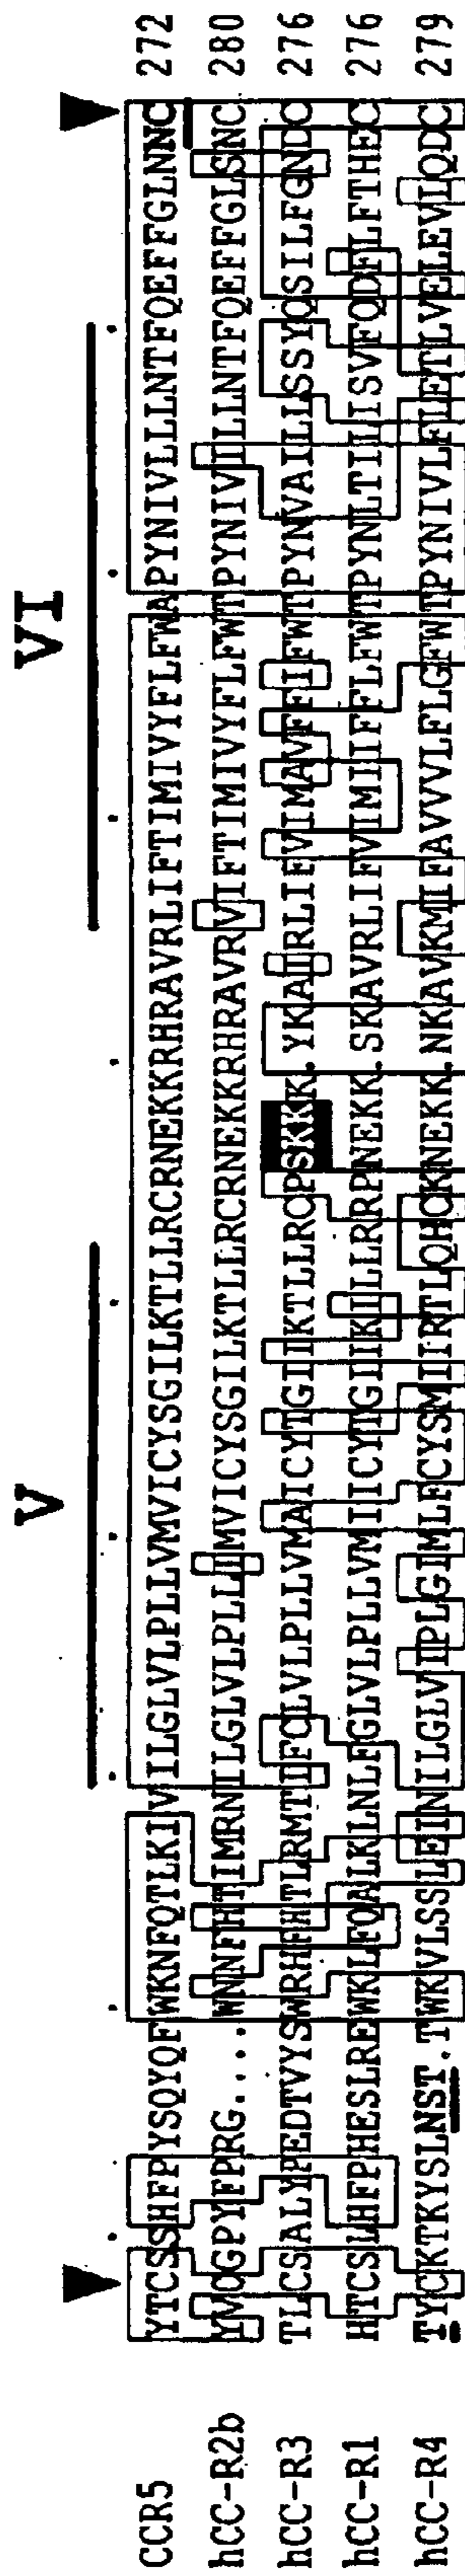 V VI
CCR5 YTCSSHFPYSQYQFWKNFQTLKIVILGLVLPLLVMVICYSGILKTLLRCRNEKKRHRAVRLIFTIMIVYFLFWAPYNIVLLLNTFQEFFGLNNC 272
hCC-R2b YVCGPYFPRG....WNNFHTIMRNILGLVLPLLIMVICYSGILKTLLRCRNEKKRHRAVRVIFTIMIVYFLFWTPYNIVILLNTFQEFFGLSNC 280
hCC-R3 TLCSALYPEDTVYSWRHFHTLRMTIFCLVLPLLVMAICYTGIIKTLLRCPSKKK.YKAIRLIFVIMAVFFIFWTPYNVAILLSSYQSILFGNDC 276
hCC-R1 HTCSLHFPHESLREWKLFQALKLNLFGLVLPLLVMIICYTGIIKILLRRPNEKK.SKAVRLIFVIMIIFFLFWTPYNLTILISVFQDFLFTHEC 276
hCC-R4 TYCKTKYSLNST.TWKVLSSLEINILGLVIPLGIMLFCYSMIIRTLQHCKNEKK.NKAVKMIFAVVVLFLGFWTPYNIVLFLETLVELEVLQDC 279